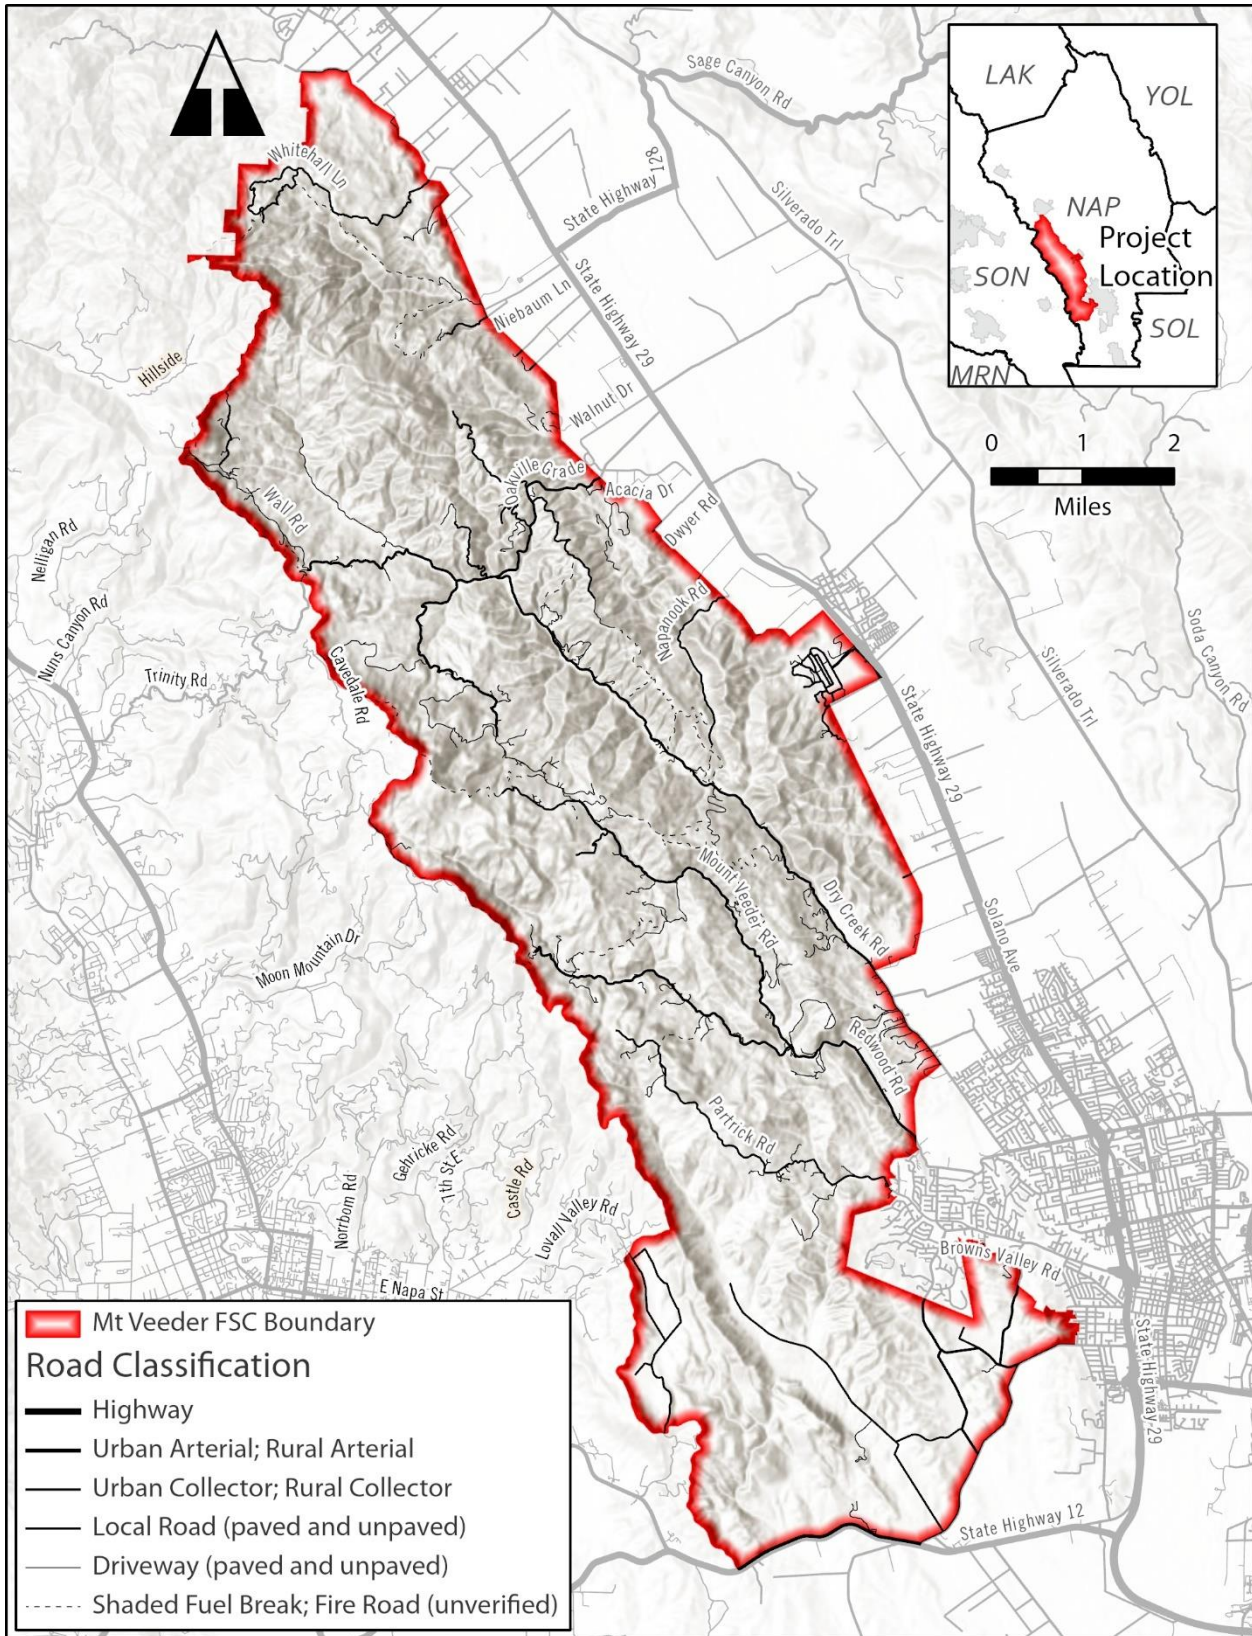 Sage Canyon Rd
LAK
YOL
NAP
Project
Location
SON
SOL
MRN
Whitehall Ln
State Highway 128
Silverado Trl
Niebaum Ln
State Highway 29
Hillside
Walnut Dr
0 1 2
Miles
Oakville Grade
Acacia Dr
Dwyer Rd
Wall Rd
Nelligan Rd
Nuns Canyon Rd
Trinity Rd
Cavedale Rd
Napanook Rd
Soda Canyon Rd
Silverado Trl
State Highway 29
Mount Veeder Rd
Dry Creek Rd
Solano Ave
Moon Mountain Dr
Redwood Rd
Partrick Rd
Gehricke Rd
7th St E
Castle Rd
Norrbom Rd
Lovall Valley Rd
Browns Valley Rd
E Napa St
State Highway 29
State Highway 12
Mt Veeder FSC Boundary
Road Classification
Highway
Urban Arterial; Rural Arterial
Urban Collector; Rural Collector
Local Road (paved and unpaved)
Driveway (paved and unpaved)
Shaded Fuel Break; Fire Road (unverified)